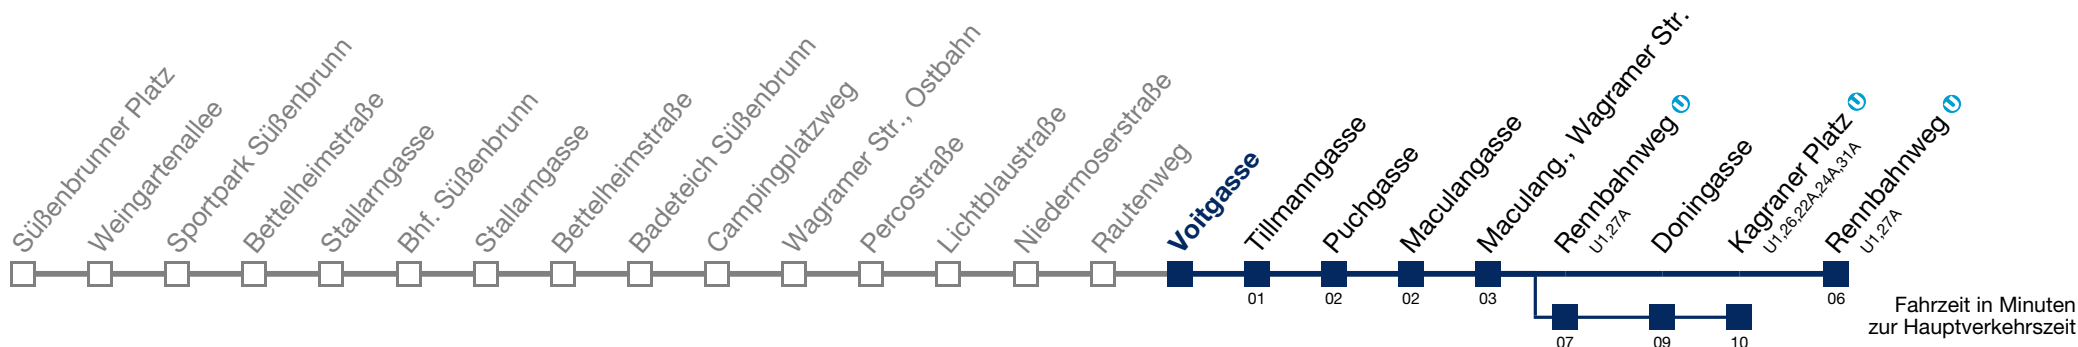 Süßenbrunner Platz
Weingartenallee
Sportpark Süßenbrunn
Bettelheimstraße
Stallarngasse
Bhf. Süßenbrunn
Stallarngasse
Bettelheimstraße
Badeteich Süßenbrunn
Campingplatzweg
Wagramer Str., Ostbahn
Percostraße
Lichtblaustraße
Niedermoserstraße
Rautenweg
Voitgasse
Tillmanngasse
01
Puchgasse
02
Maculangasse
02
Maculang., Wagramer Str.
03
Rennbahnweg U
U1,27A
07
Doningasse
09
Kagraner Platz U
U1,26,22A,24A,31A
10
Rennbahnweg U
U1,27A
06
Fahrzeit in Minuten
zur Hauptverkehrszeit